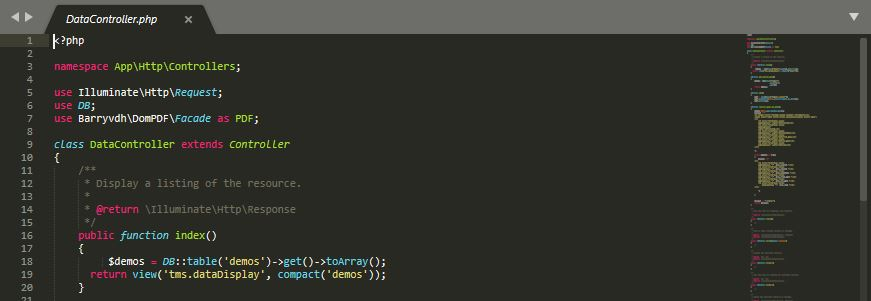 DataController.php
1 <?php
2
3 namespace App\Http\Controllers;
4
5 use Illuminate\Http\Request;
6 use DB;
7 use Barryvdh\DomPDF\Facade as PDF;
8
9 class DataController extends Controller
10 {
11 /**
12 * Display a listing of the resource.
13 *
14 * @return \Illuminate\Http\Response
15 */
16 public function index()
17 {
18 $demos = DB::table('demos')->get()->toArray();
19 return view('tms.dataDisplay', compact('demos'));
20 }
21